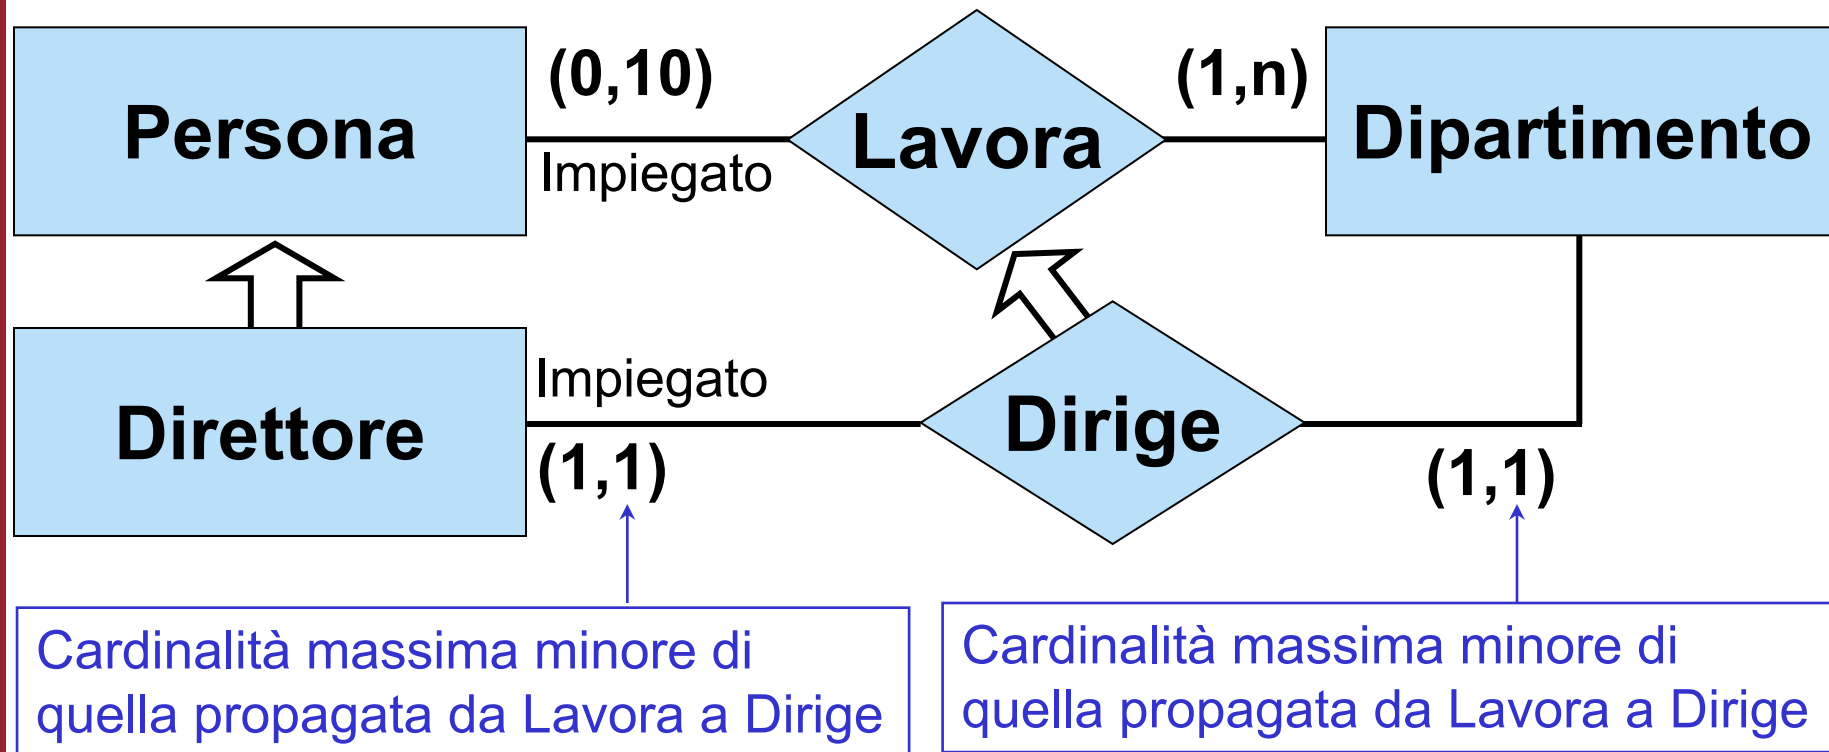 Persona
(0,10)
Impiegato
Lavora
(1,n)
Dipartimento
Direttore
Impiegato
(1,1)
Dirige
(1,1)
Cardinalità massima minore di
quella propagata da Lavora a Dirige
Cardinalità massima minore di
quella propagata da Lavora a Dirige